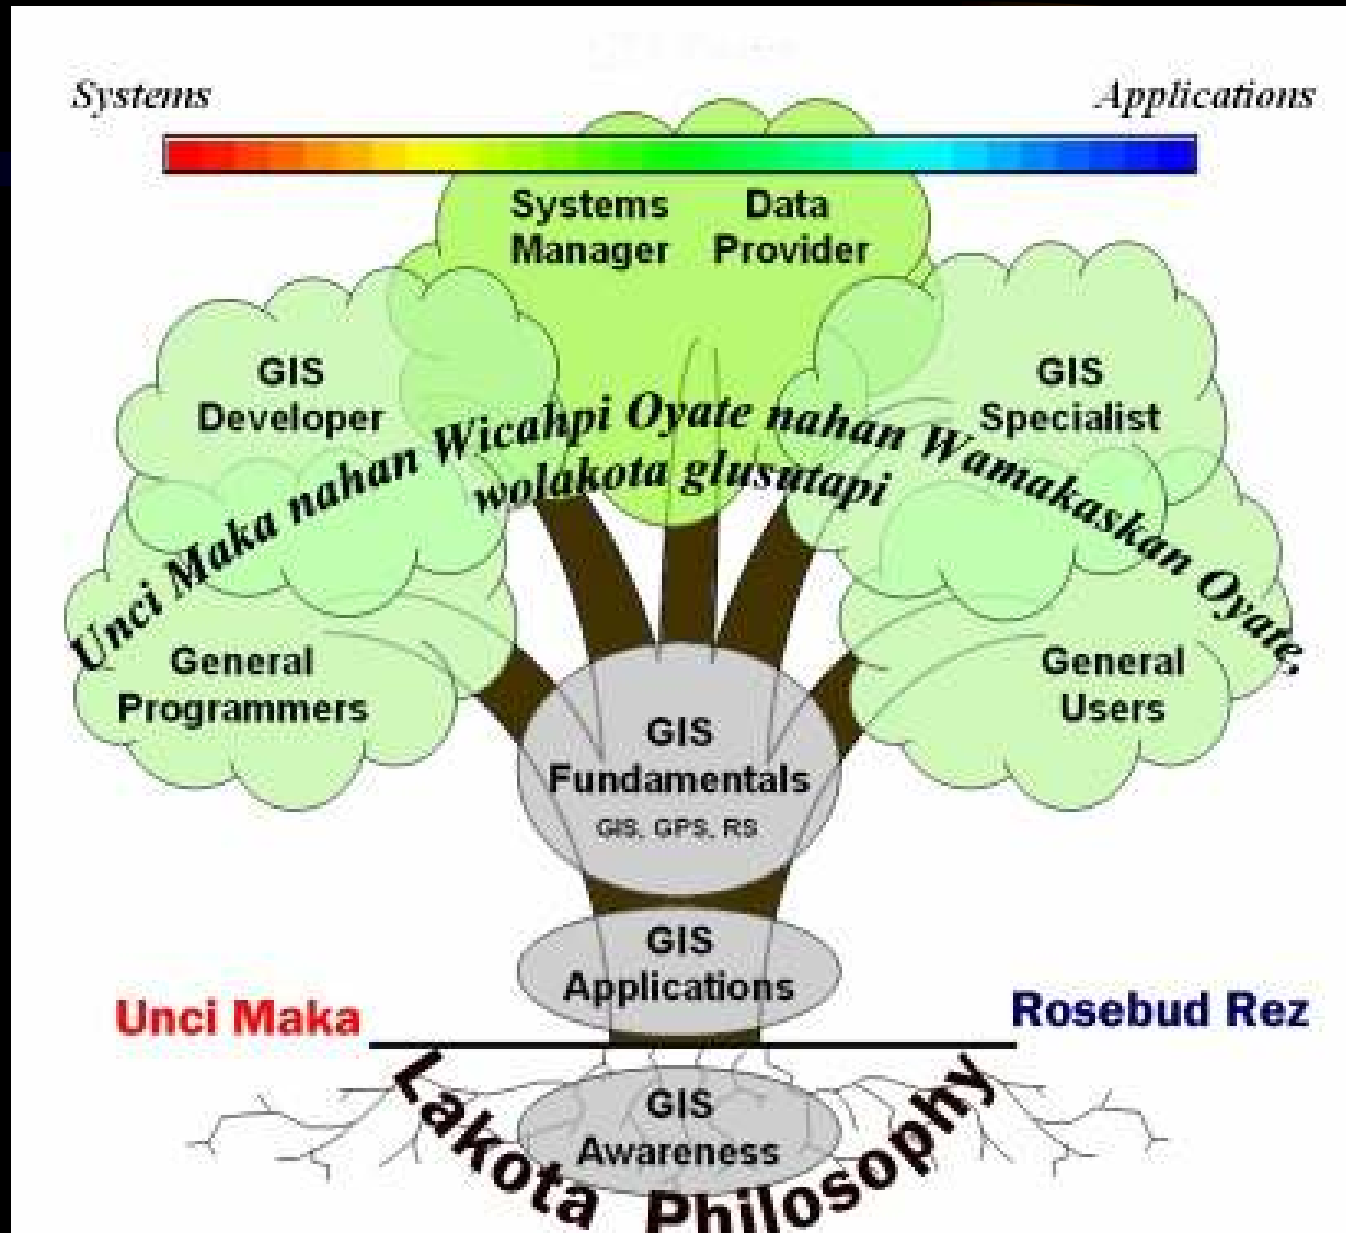 Systems
Applications
Systems
Manager
Data
Provider
GIS
Developer
GIS
Specialist
Unci Maka nahan Wicahpi Oyate nahan Wamakaskan Oyate,
wolakota glusutapi
General
Programmers
General
Users
GIS
Fundamentals
GIS, GPS, RS
GIS
Applications
Unci Maka
Rosebud Rez
GIS
Awareness
Lakota Philosophy